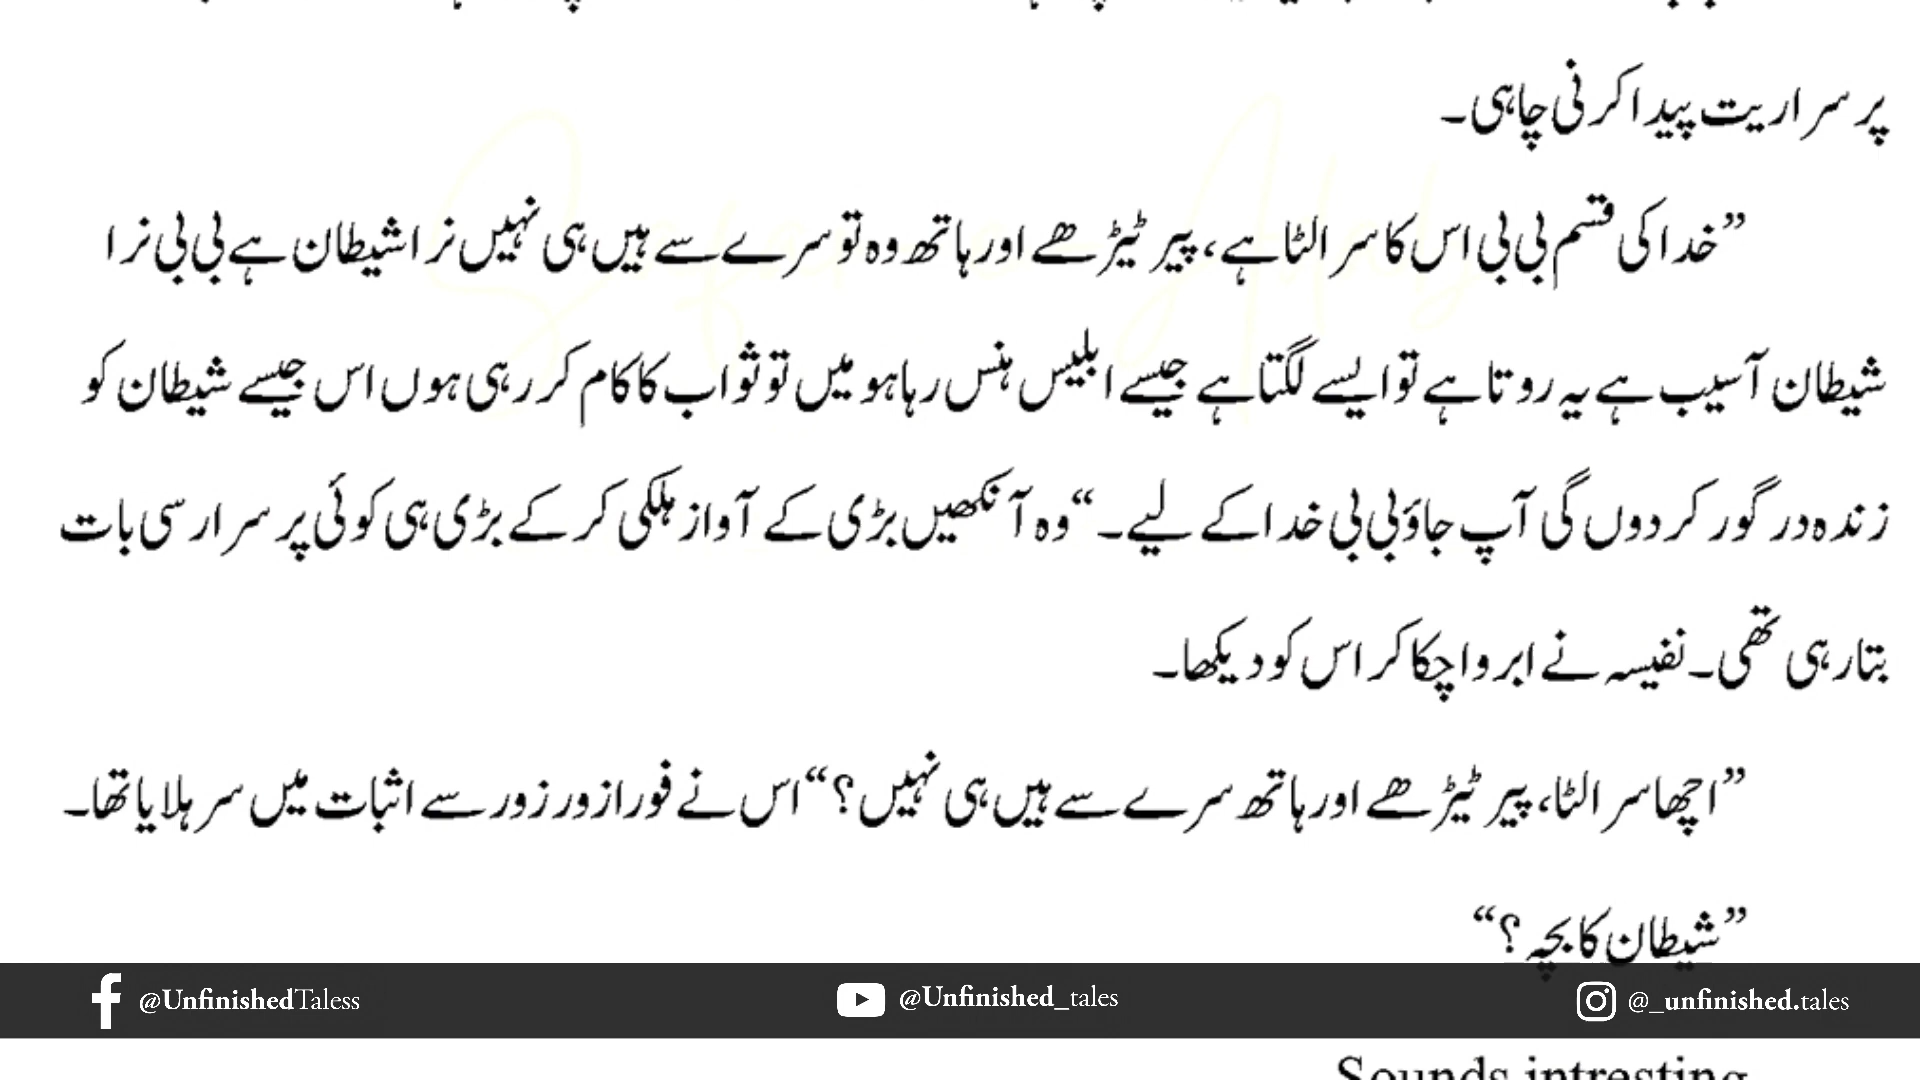 پر سراریت پیدا کرنی چاہی۔
”خدا کی قسم بی بی اس کا سر الٹا ہے، پیر ٹیڑھے اور ہاتھ وہ تو سرے سے ہیں ہی نہیں نرا شیطان ہے بی بی نرا
شیطان آسیب ہے یہ روتا ہے تو ایسے لگتا ہے جیسے ابلیس ہنس رہا ہو میں تو ثواب کا کام کر رہی ہوں اس جیسے شیطان کو
زندہ در گور کر دوں گی آپ جاؤ بی بی خدا کے لیے۔“ وہ آنکھیں بڑی کے آواز ہلکی کر کے بڑی ہی کوئی پر سرار سی بات
بتا رہی تھی۔ نفیسہ نے ابرو اچکا کر اس کو دیکھا۔
”اچھا سر الٹا، پیر ٹیڑھے اور ہاتھ سرے سے ہیں ہی نہیں؟“ اس نے فورا زور زور سے اثبات میں سر ہلایا تھا۔
”شیطان کا بچہ؟“
@UnfinishedTaless @Unfinished_tales @_unfinished.tales
Sounds intresting